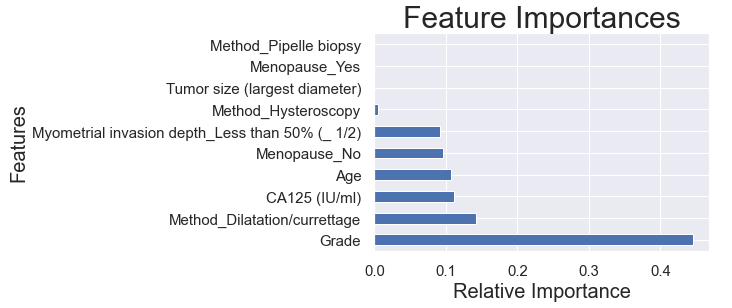 Feature Importances
Method_Pipelle biopsy
Menopause_Yes
Tumor size (largest diameter)
Method_Hysteroscopy
Myometrial invasion depth_Less than 50% (_ 1/2)
Menopause_No
Age
CA125 (IU/ml)
Method_Dilatation/currettage
Grade
Features
0.0 0.1 0.2 0.3 0.4
Relative Importance